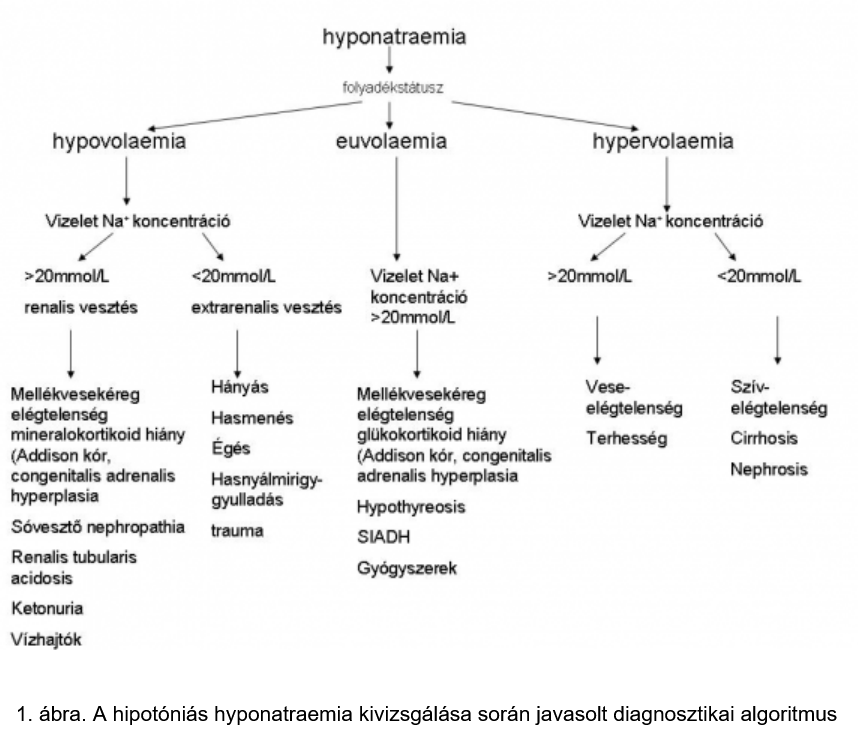 hyponatraemia
folyadékstátusz
hypovolaemia
euvolaemia
hypervolaemia
Vizelet Na⁺ koncentráció
>20mmol/L
renalis vesztés
Mellékvesekéreg
elégtelenség
mineralokortikoid hiány
(Addison kór,
congenitalis adrenalis
hyperplasia
Sóvesztő nephropathia
Renalis tubularis
acidosis
Ketonuria
Vízhajtók
<20mmol/L
extrarenalis vesztés
Hányás
Hasmenés
Égés
Hasnyálmirigy-
gyulladás
trauma
Vizelet Na+
koncentráció
>20mmol/L
Mellékvesekéreg
elégtelenség
glükokortikoid hiány
(Addison kór, congenitalis
adrenalis hyperplasia
Hypothyreosis
SIADH
Gyógyszerek
Vizelet Na⁺ koncentráció
>20mmol/L
Vese-
elégtelenség
Terhesség
<20mmol/L
Szív-
elégtelenség
Cirrhosis
Nephrosis
1. ábra. A hipotóniás hyponatraemia kivizsgálása során javasolt diagnosztikai algoritmus